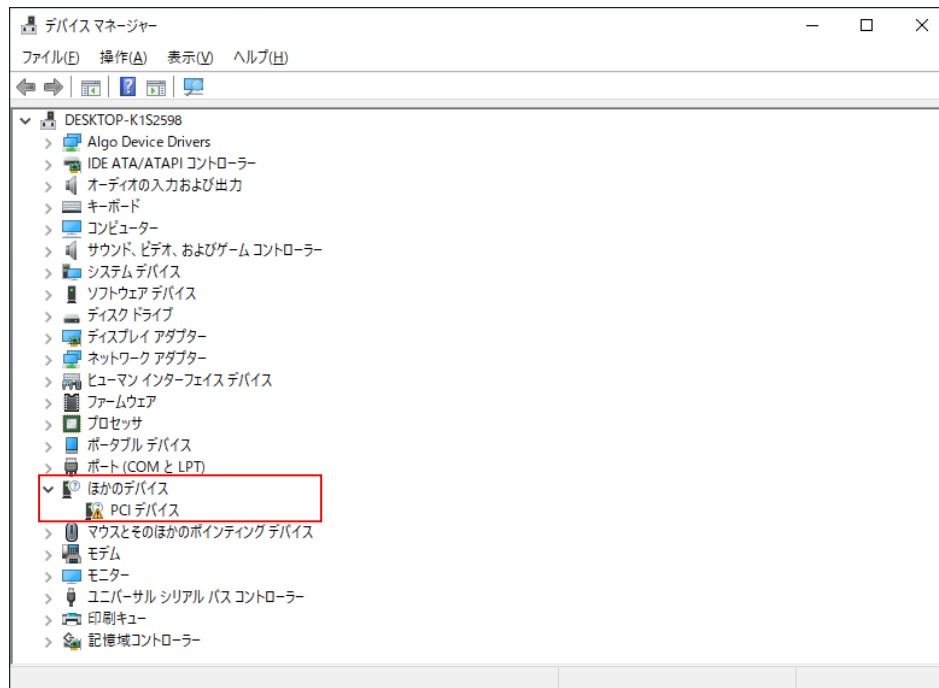 デバイス マネージャー
ファイル(F) 操作(A) 表示(V) ヘルプ(H)
DESKTOP-K1S2598
Algo Device Drivers
IDE ATA/ATAPI コントローラー
オーディオの入力および出力
キーボード
コンピューター
サウンド、ビデオ、およびゲーム コントローラー
システム デバイス
ソフトウェア デバイス
ディスク ドライブ
ディスプレイ アダプター
ネットワーク アダプター
ヒューマン インターフェイス デバイス
ファームウェア
プロセッサ
ポータブル デバイス
ポート (COM と LPT)
ほかのデバイス
PCI デバイス
マウスとそのほかのポインティング デバイス
モデム
モニター
ユニバーサル シリアル バス コントローラー
印刷キュー
記憶域コントローラー